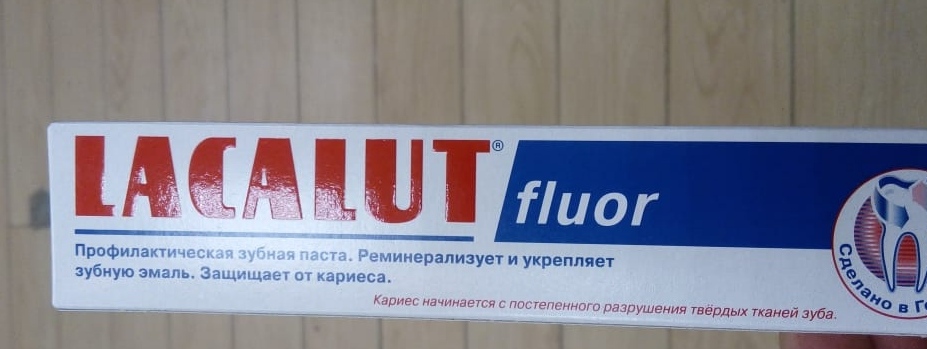 LACALUT®
fluor
Профилактическая зубная паста. Реминерализует и укрепляет
зубную эмаль. Защищает от кариеса.
Кариес начинается с постепенного разрушения твёрдых тканей зуба.
Сделано в Ге